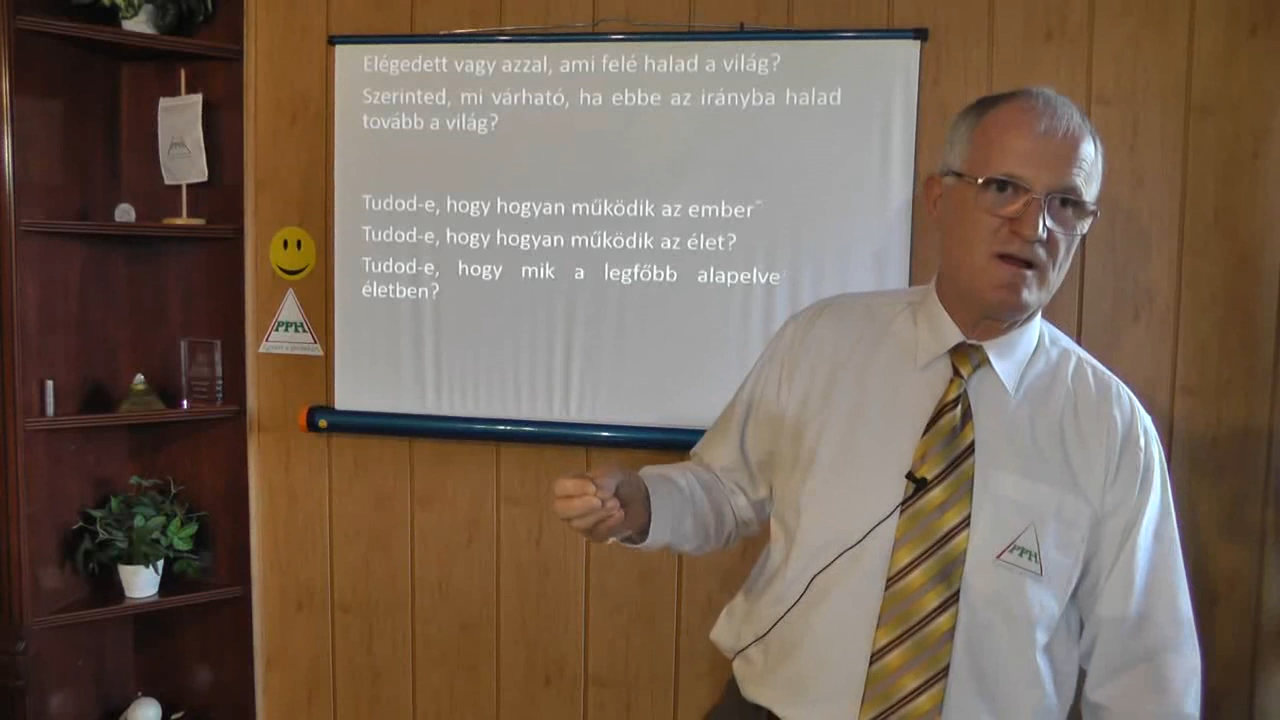 Elégedett vagy azzal, ami felé halad a világ?
Szerinted, mi várható, ha ebbe az irányba halad
tovább a világ?
Tudod-e, hogy hogyan működik az ember
Tudod-e, hogy hogyan működik az élet?
Tudod-e, hogy mik a legfőbb alapelve
életben?
PPH
PPH